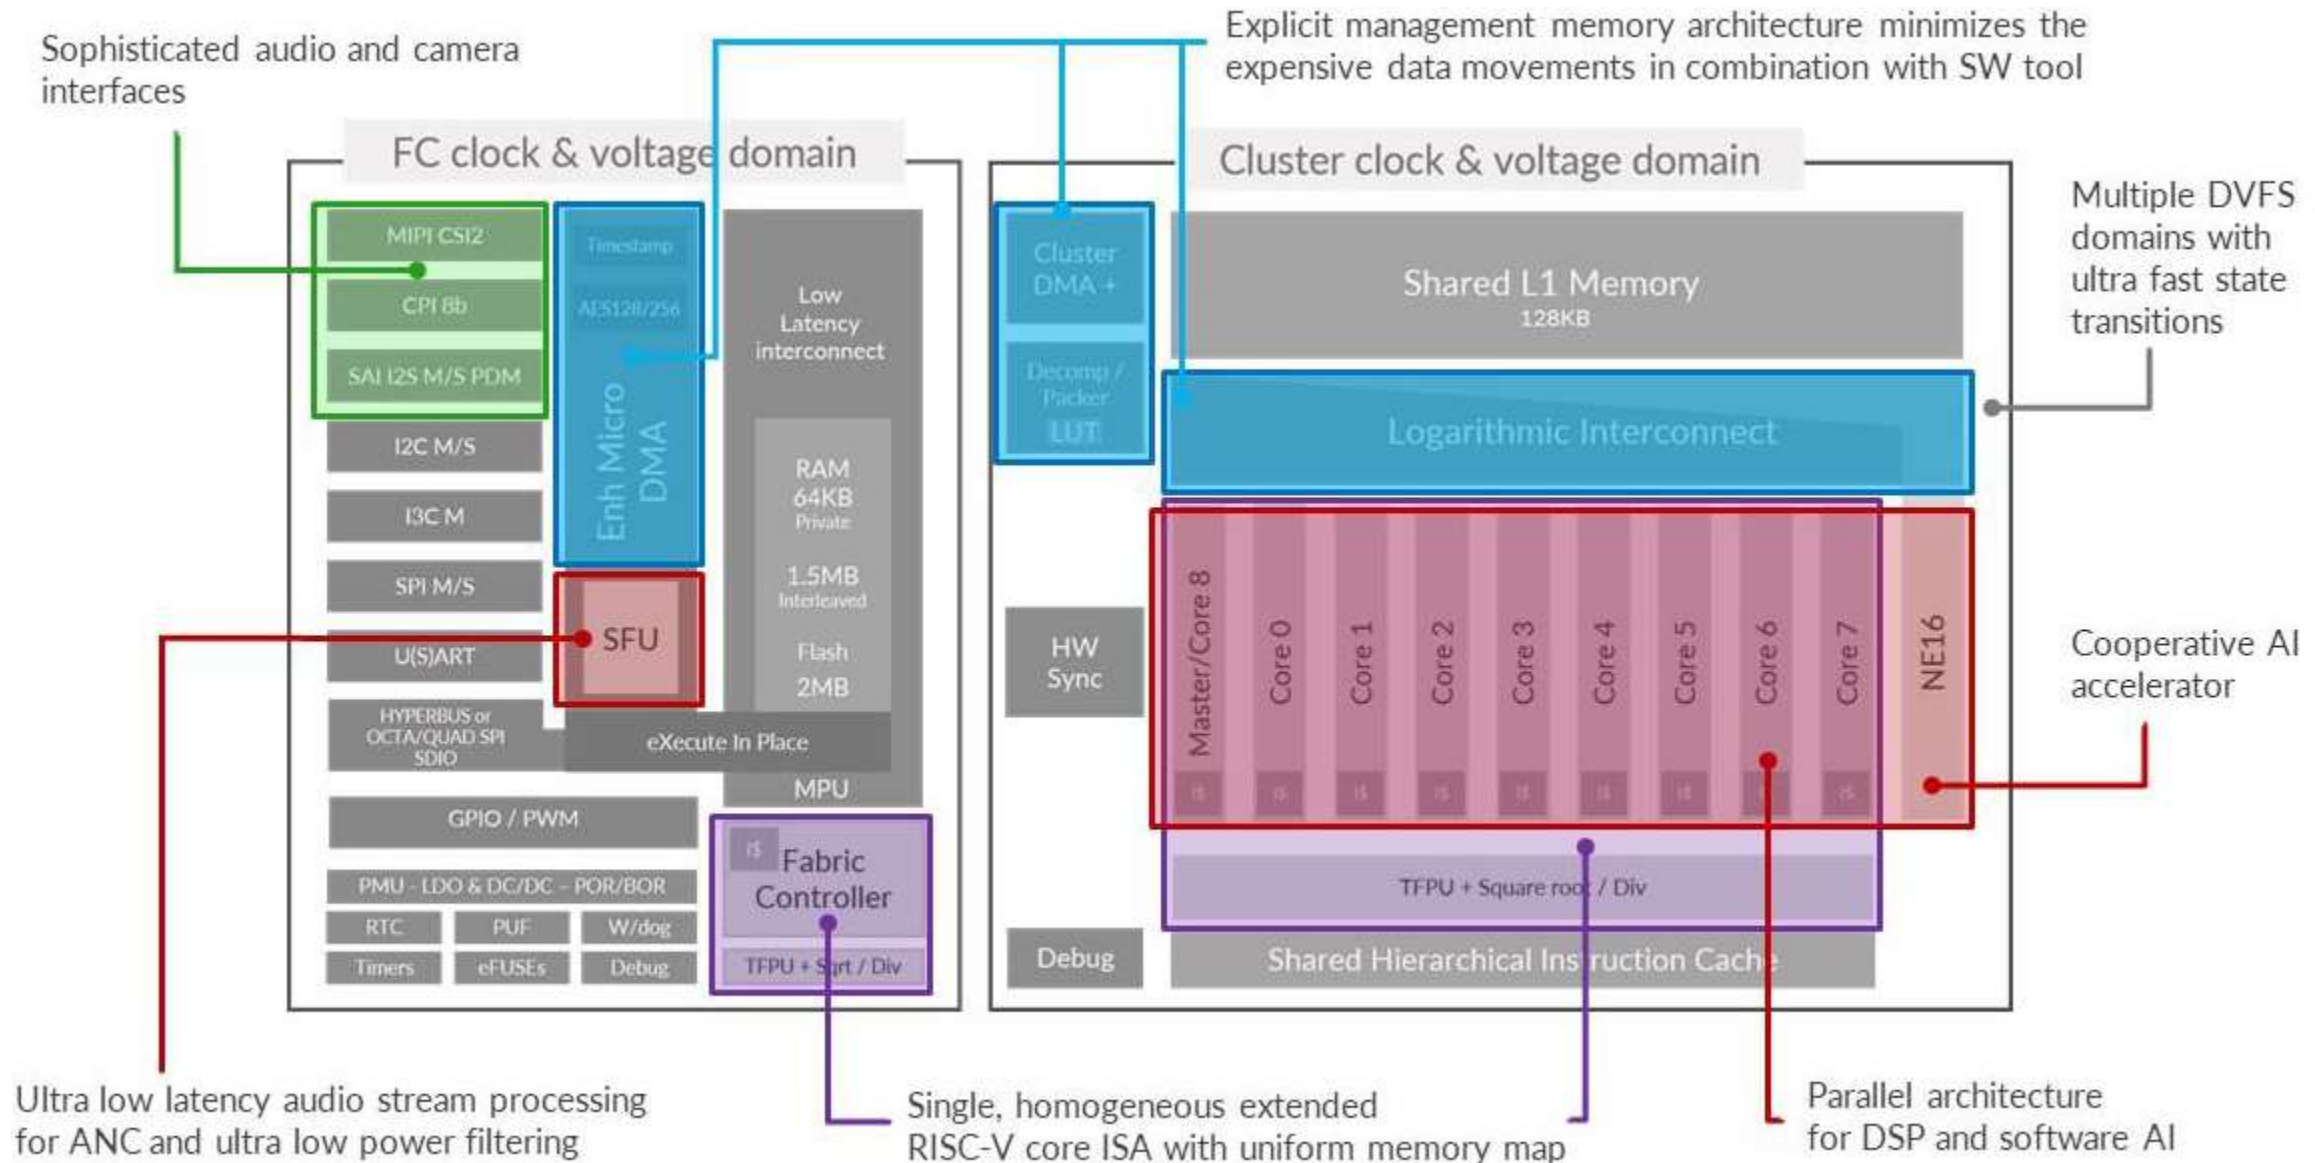 Sophisticated audio and camera
interfaces
Explicit management memory architecture minimizes the
expensive data movements in combination with SW tool
FC clock & voltage domain
Cluster clock & voltage domain
Multiple DVFS
domains with
ultra fast state
transitions
MIPI CSI2
CPI 8b
SAI I2S M/S PDM
I2C M/S
I3C M
SPI M/S
U(S)ART
HYPERBUS or
OCTA/QUAD SPI
SDIO
Timestamp
AES128/256
Enh Micro
DMA
SFU
Low
Latency
interconnect
RAM
64KB
Private
1.5MB
Interleaved
Flash
2MB
eXecute In Place
MPU
GPIO / PWM
PMU - LDO & DC/DC – POR/BOR
RTC
PUF
W/dog
Timers
eFUSEs
Debug
I$
Fabric
Controller
TFPU + Sqrt / Div
Cluster
DMA +
Decomp /
Packer
LUT
Shared L1 Memory
128KB
Logarithmic Interconnect
HW
Sync
Debug
Master/Core 8
Core 0
Core 1
Core 2
Core 3
Core 4
Core 5
Core 6
Core 7
NE16
I$
I$
I$
I$
I$
I$
I$
I$
I$
TFPU + Square root / Div
Shared Hierarchical Instruction Cache
Cooperative AI
accelerator
Ultra low latency audio stream processing
for ANC and ultra low power filtering
Single, homogeneous extended
RISC-V core ISA with uniform memory map
Parallel architecture
for DSP and software AI